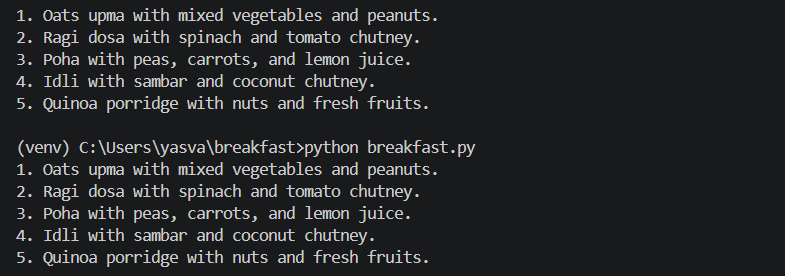 1. Oats upma with mixed vegetables and peanuts.
2. Ragi dosa with spinach and tomato chutney.
3. Poha with peas, carrots, and lemon juice.
4. Idli with sambar and coconut chutney.
5. Quinoa porridge with nuts and fresh fruits.
(venv) C:\Users\yasva\breakfast>python breakfast.py
1. Oats upma with mixed vegetables and peanuts.
2. Ragi dosa with spinach and tomato chutney.
3. Poha with peas, carrots, and lemon juice.
4. Idli with sambar and coconut chutney.
5. Quinoa porridge with nuts and fresh fruits.